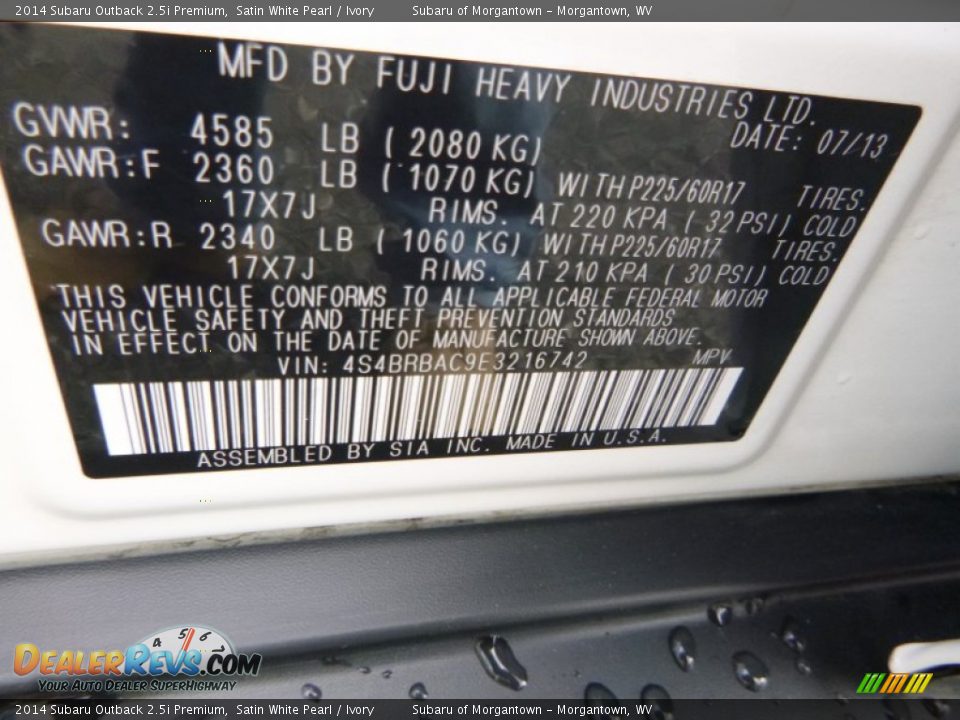 2014 Subaru Outback 2.5i Premium, Satin White Pearl / Ivory Subaru of Morgantown - Morgantown, WV
MFD BY FUJI HEAVY INDUSTRIES LTD.
DATE: 07/13
GVWR: 4585 LB ( 2080 KG)
GAWR:F 2360 LB ( 1070 KG) WITH P225/60R17 TIRES.
17X7J RIMS. AT 220 KPA ( 32 PSI) COLD
GAWR:R 2340 LB ( 1060 KG) WITH P225/60R17 TIRES.
17X7J RIMS. AT 210 KPA ( 30 PSI) COLD
THIS VEHICLE CONFORMS TO ALL APPLICABLE FEDERAL MOTOR
VEHICLE SAFETY AND THEFT PREVENTION STANDARDS
IN EFFECT ON THE DATE OF MANUFACTURE SHOWN ABOVE.
VIN: 4S4BRBAC9E3216742 MPV
ASSEMBLED BY SIA INC. MADE IN U.S.A.
4 5 6
DEALERREVS.COM
YOUR AUTO DEALER SUPERHIGHWAY
2014 Subaru Outback 2.5i Premium, Satin White Pearl / Ivory Subaru of Morgantown - Morgantown, WV